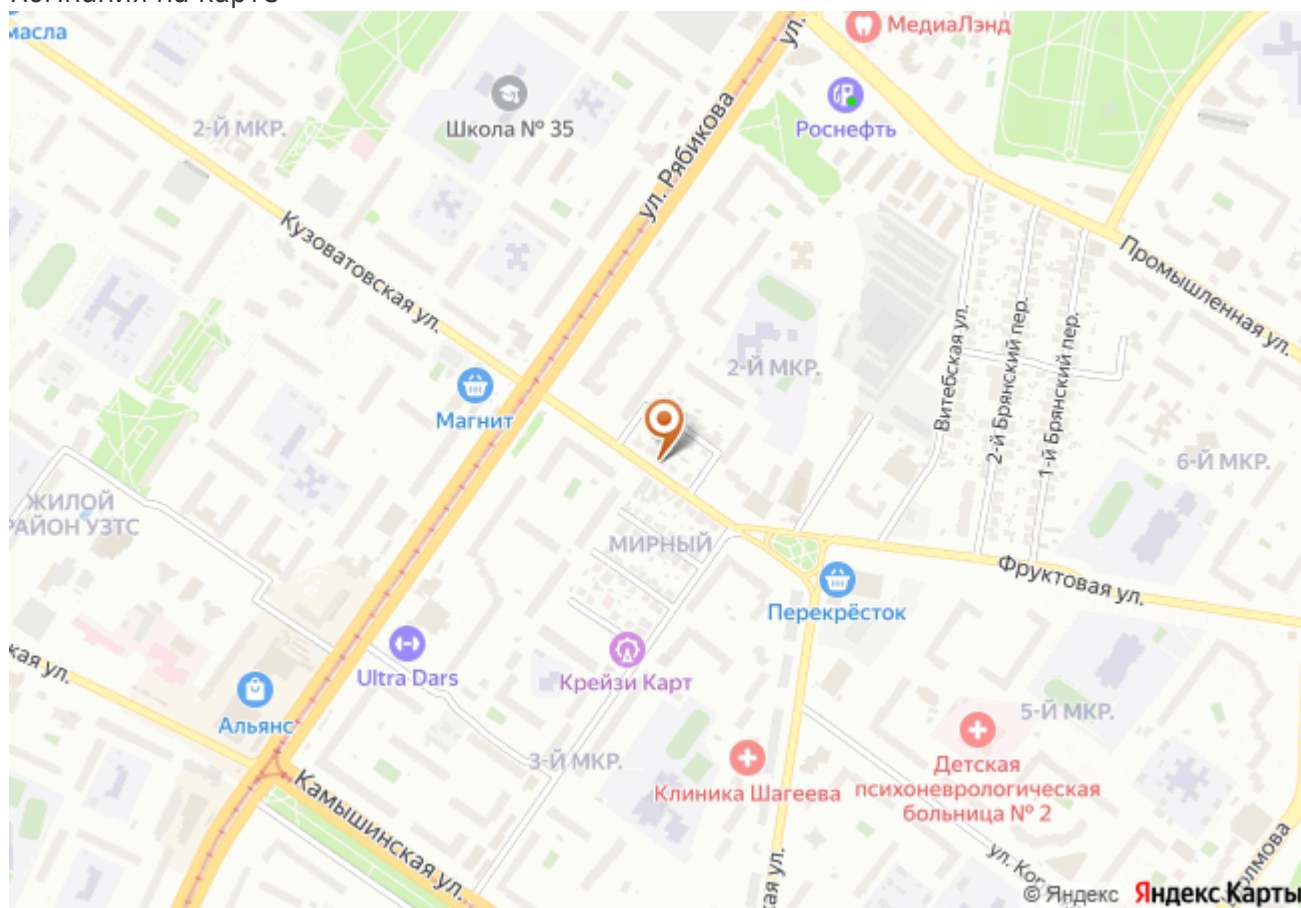 масла
МедиаЛэнд
ул.
2-Й МКР.
Школа № 35
Роснефть
ул. Рябикова
Кузоватовская ул.
Промышленная ул.
2-Й МКР.
Витебская ул.
2-й Брянский пер.
1-й Брянский пер.
Магнит
6-Й МКР.
ЖИЛОЙ
РАЙОН УЗТС
МИРНЫЙ
Фруктовая ул.
Перекрёсток
кая ул.
Ultra Dars
Крейзи Карт
Альянс
5-Й МКР.
3-Й МКР.
Клиника Шагеева
Детская
психоневрологическая
больница № 2
Камышинская ул.
кая ул.
ул.
© Яндекс Яндекс Карты